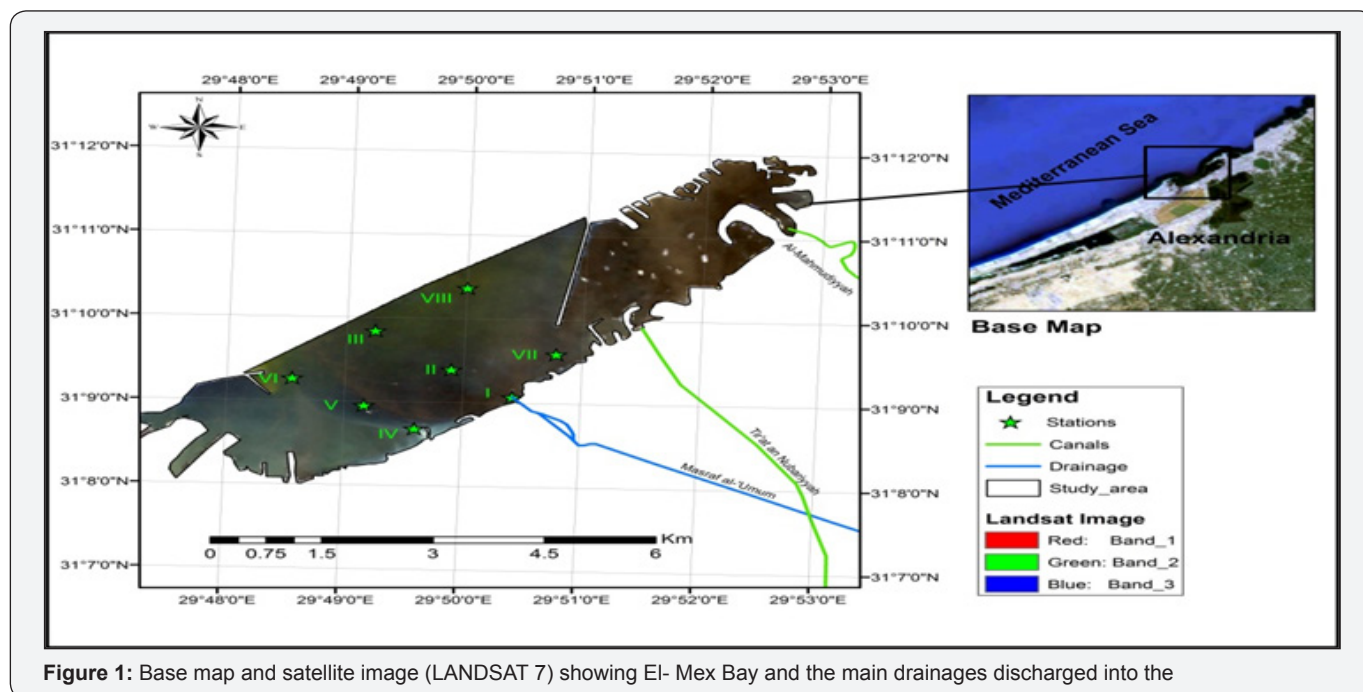 29°48'0"E 29°49'0"E 29°50'0"E 29°51'0"E 29°52'0"E 29°53'0"E
N
W E
S
31°12'0"N 31°12'0"N
31°11'0"N 31°11'0"N
31°10'0"N 31°10'0"N
31°9'0"N 31°9'0"N
31°8'0"N 31°8'0"N
31°7'0"N 31°7'0"N
VIII
III
II
VII
VI
V
I
IV
Al-Mahmudiyyah
Tir'at an Nubariyyah
Masraf al-'Umum
Km
0 0.75 1.5 3 4.5 6
29°48'0"E 29°49'0"E 29°50'0"E 29°51'0"E 29°52'0"E 29°53'0"E
Mediterranean Sea
Alexandria
Base Map
Legend
Stations
Canals
Drainage
Study_area
Landsat Image
Red: Band_1
Green: Band_2
Blue: Band_3
Figure 1: Base map and satellite image (LANDSAT 7) showing El- Mex Bay and the main drainages discharged into the